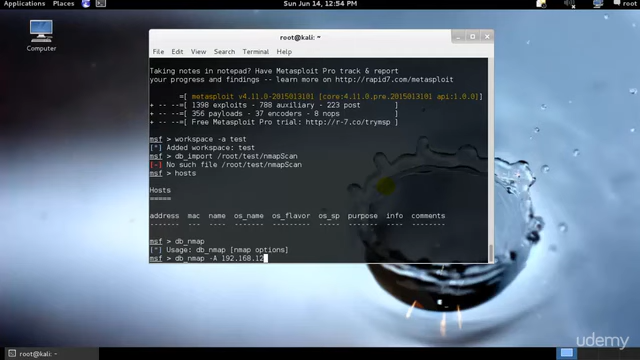 Applications Places Sun Jun 14, 12:54 PM root
Computer
root@kali: ~
File Edit View Search Terminal Help
Taking notes in notepad? Have Metasploit Pro track & report
your progress and findings -- learn more on http://rapid7.com/metasploit
=[ metasploit v4.11.0-2015013101 [core:4.11.0.pre.2015013101 api:1.0.0]]
+ -- --=[ 1398 exploits - 788 auxiliary - 223 post ]
+ -- --=[ 356 payloads - 37 encoders - 8 nops ]
+ -- --=[ Free Metasploit Pro trial: http://r-7.co/trymsp ]
msf > workspace -a test
[*] Added workspace: test
msf > db_import /root/test/nmapScan
[-] No such file /root/test/nmapScan
msf > hosts
Hosts
=====
address mac name os_name os_flavor os_sp purpose info comments
------- --- ---- ------- --------- ----- ------- ---- --------
msf > db_nmap
[*] Usage: db_nmap [nmap options]
msf > db_nmap -A 192.168.12
root@kali: ~
udemy